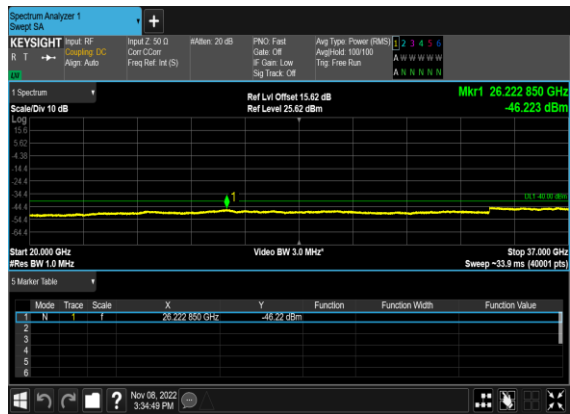 Spectrum Analyzer 1
Swept SA
+
KEYSIGHT Input: RF Input Z: 50 Ω #Atten: 20 dB PNO: Fast Avg Type: Power (RMS) 1 2 3 4 5 6
R T Coupling: DC Corr CCorr Gate: Off Avg|Hold: 100/100 A W W W W W
Align: Auto Freq Ref: Int (S) IF Gain: Low Trig: Free Run
Sig Track: Off A N N N N N
1 Spectrum Ref Lvl Offset 15.62 dB Mkr1 26.222 850 GHz
Scale/Div 10 dB Ref Level 25.62 dBm -46.223 dBm
Log
15.6
5.62
-4.38
-14.4
-24.4
-34.4
DL1 -40.00 dBm
1
-44.4
-54.4
-64.4
Start 20.000 GHz Video BW 3.0 MHz* Stop 37.000 GHz
#Res BW 1.0 MHz Sweep ~33.9 ms (40001 pts)
5 Marker Table
Mode Trace Scale X Y Function Function Width Function Value
1 N 1 f 26.222 850 GHz -46.22 dBm
2
3
4
5
6
? Nov 08, 2022
3:34:49 PM